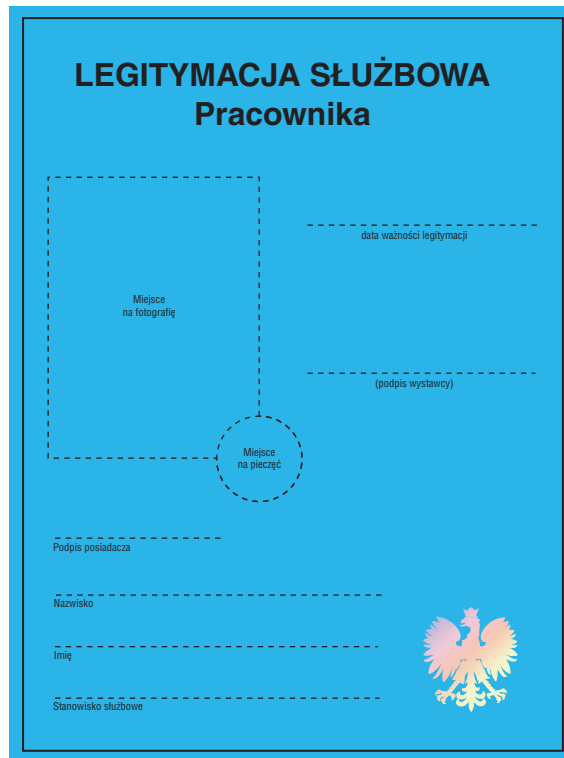 LEGITYMACJA SŁUŻBOWA
Pracownika
data ważności legitymacji
Miejsce
na fotografię
(podpis wystawcy)
Miejsce
na pieczęć
Podpis posiadacza
Nazwisko
Imię
Stanowisko służbowe